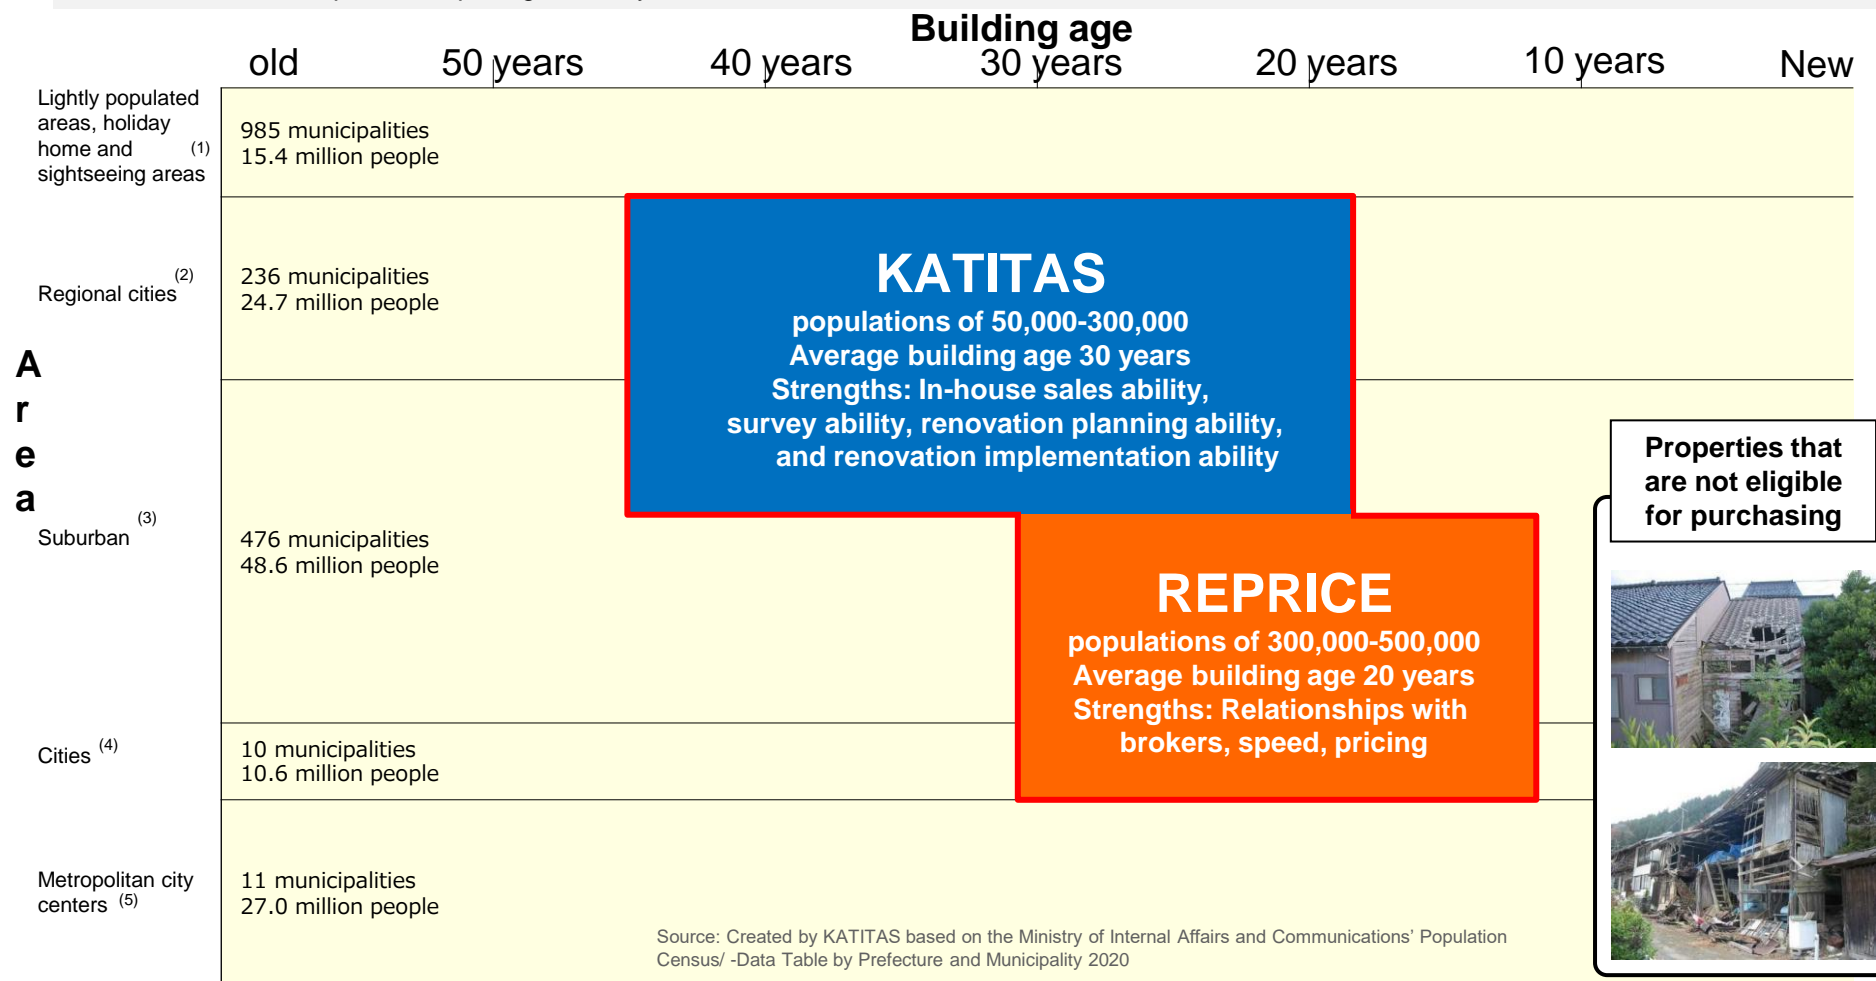 Building age
old 50 years 40 years 30 years 20 years 10 years New
Lightly populated
areas, holiday
home and (1)
sightseeing areas
985 municipalities
15.4 million people
Regional cities (2)
236 municipalities
24.7 million people
KATITAS
populations of 50,000-300,000
Average building age 30 years
Strengths: In-house sales ability,
survey ability, renovation planning ability,
and renovation implementation ability
Area
Suburban (3)
476 municipalities
48.6 million people
REPRICE
populations of 300,000-500,000
Average building age 20 years
Strengths: Relationships with
brokers, speed, pricing
Properties that
are not eligible
for purchasing
Cities (4)
10 municipalities
10.6 million people
Metropolitan city
centers (5)
11 municipalities
27.0 million people
Source: Created by KATITAS based on the Ministry of Internal Affairs and Communications’ Population
Census/ -Data Table by Prefecture and Municipality 2020